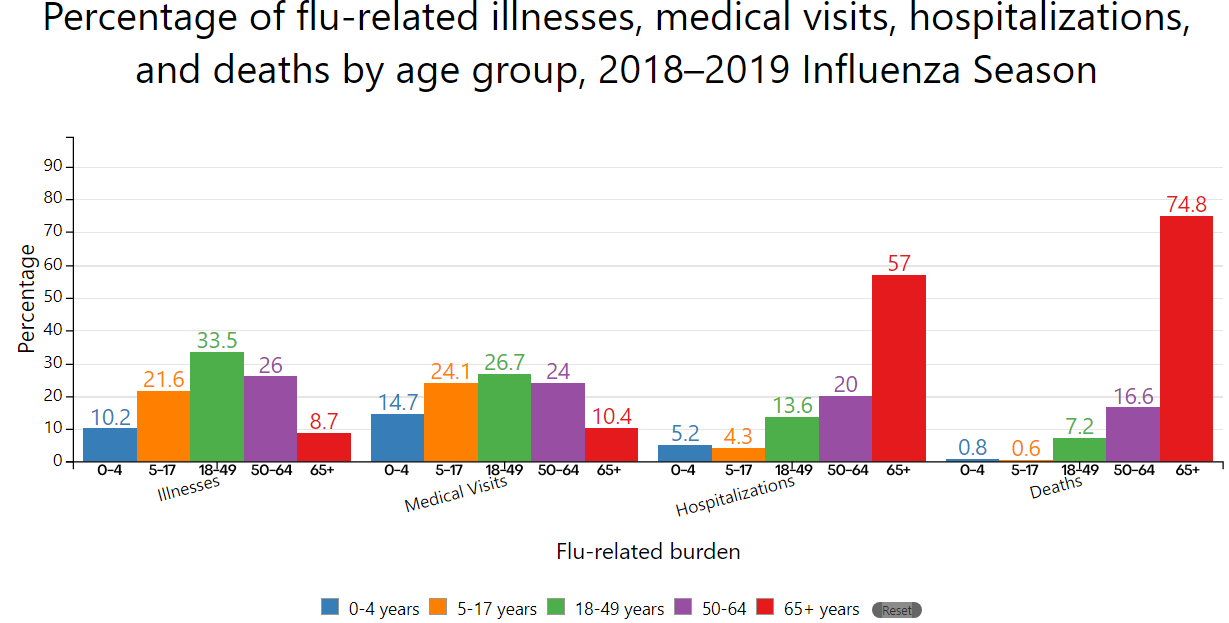 Percentage of flu-related illnesses, medical visits, hospitalizations,
and deaths by age group, 2018–2019 Influenza Season
Percentage
90
80
70
60
50
40
30
20
10
0
10.2 21.6 33.5 26 8.7
14.7 24.1 26.7 24 10.4
5.2 4.3 13.6 20 57
0.8 0.6 7.2 16.6 74.8
0–4 5–17 18–49 50–64 65+ 0–4 5–17 18–49 50–64 65+ 0–4 5–17 18–49 50–64 65+ 0–4 5–17 18–49 50–64 65+
Illnesses Medical Visits Hospitalizations Deaths
Flu-related burden
0-4 years 5-17 years 18-49 years 50-64 65+ years Reset